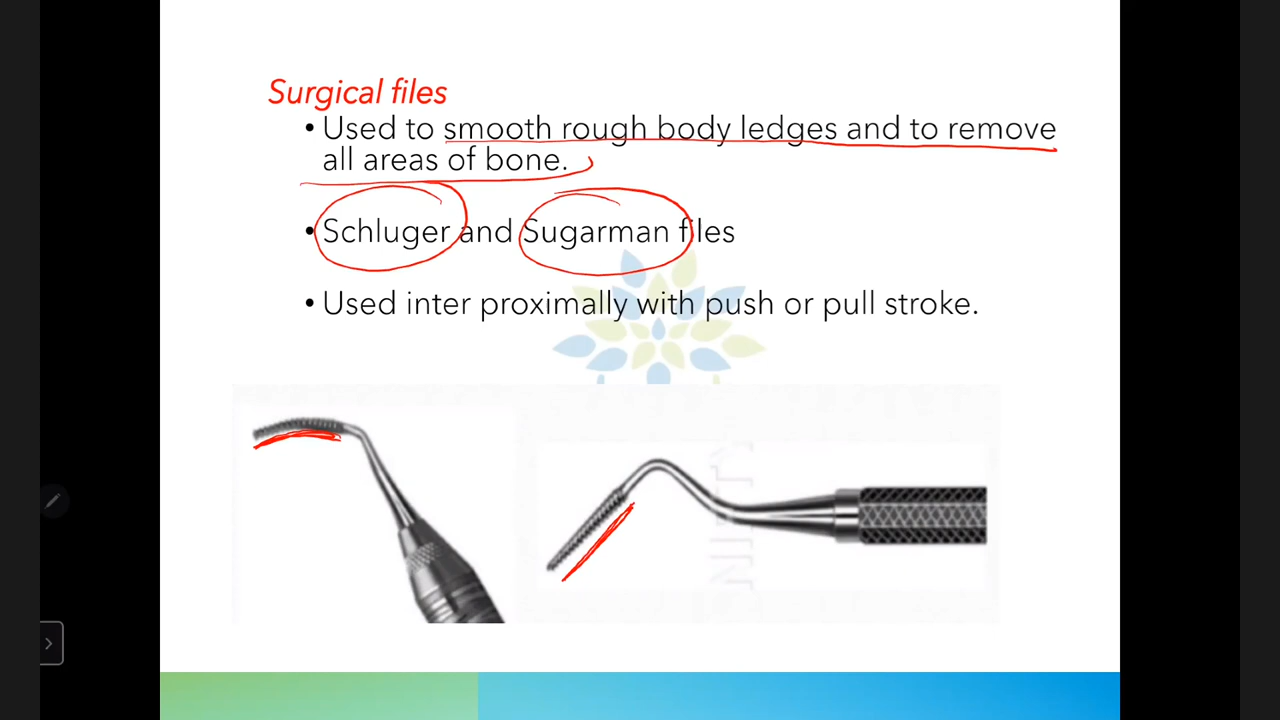 Surgical files
• Used to smooth rough body ledges and to remove
all areas of bone.
• Schluger and Sugarman files
• Used inter proximally with push or pull stroke.